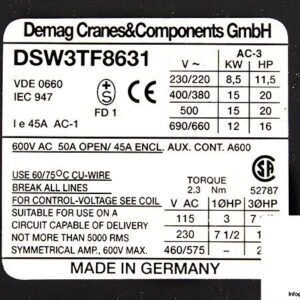 Demag Cranes&Components GmbH
DSW3TF8631
AC-3
V ~ KW HP
VDE 0660
IEC 947
FD 1
CE
230/220 8,5 11,5
400/380 15 20
500 15 20
690/660 12 16
I e 45A AC-1
600V AC 50A OPEN/ 45A ENCL. AUX. CONT. A600
USE 60/75°C CU-WIRE
BREAK ALL LINES
FOR CONTROL-VOLTAGE SEE COIL
SUITABLE FOR USE ON A
CIRCUIT CAPABLE OF DELIVERY
NOT MORE THAN 5000 RMS
SYMMETRICAL AMP., 600V MAX.
TORQUE
2.3 Nm
SA
52787
V AC 1ØHP 3ØHP
115 3
230 7 1/2
460/575 –
MADE IN GERMANY